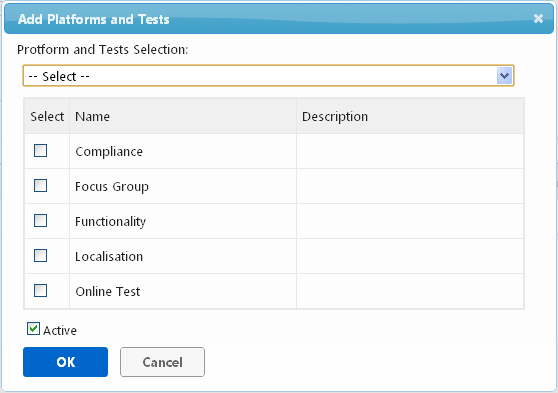 Add Platforms and Tests
Protform and Tests Selection:
-- Select --
Select Name Description
Compliance
Focus Group
Functionality
Localisation
Online Test
Active
OK Cancel